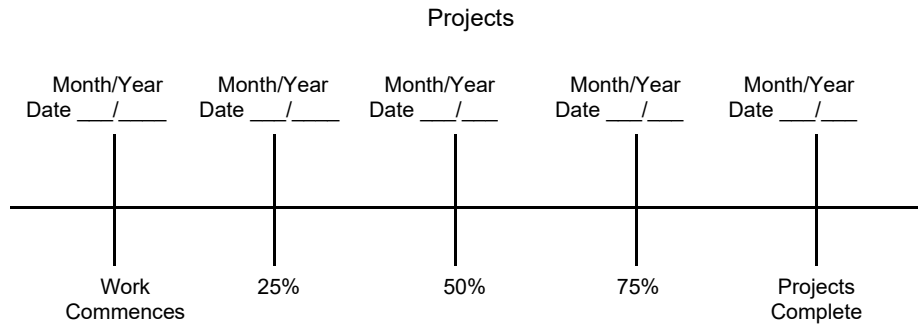 Projects
Month/Year Month/Year Month/Year Month/Year Month/Year
Date ___/____ Date ___/____ Date ___/___ Date ___/___ Date ___/___
Work 25% 50% 75% Projects
Commences Complete